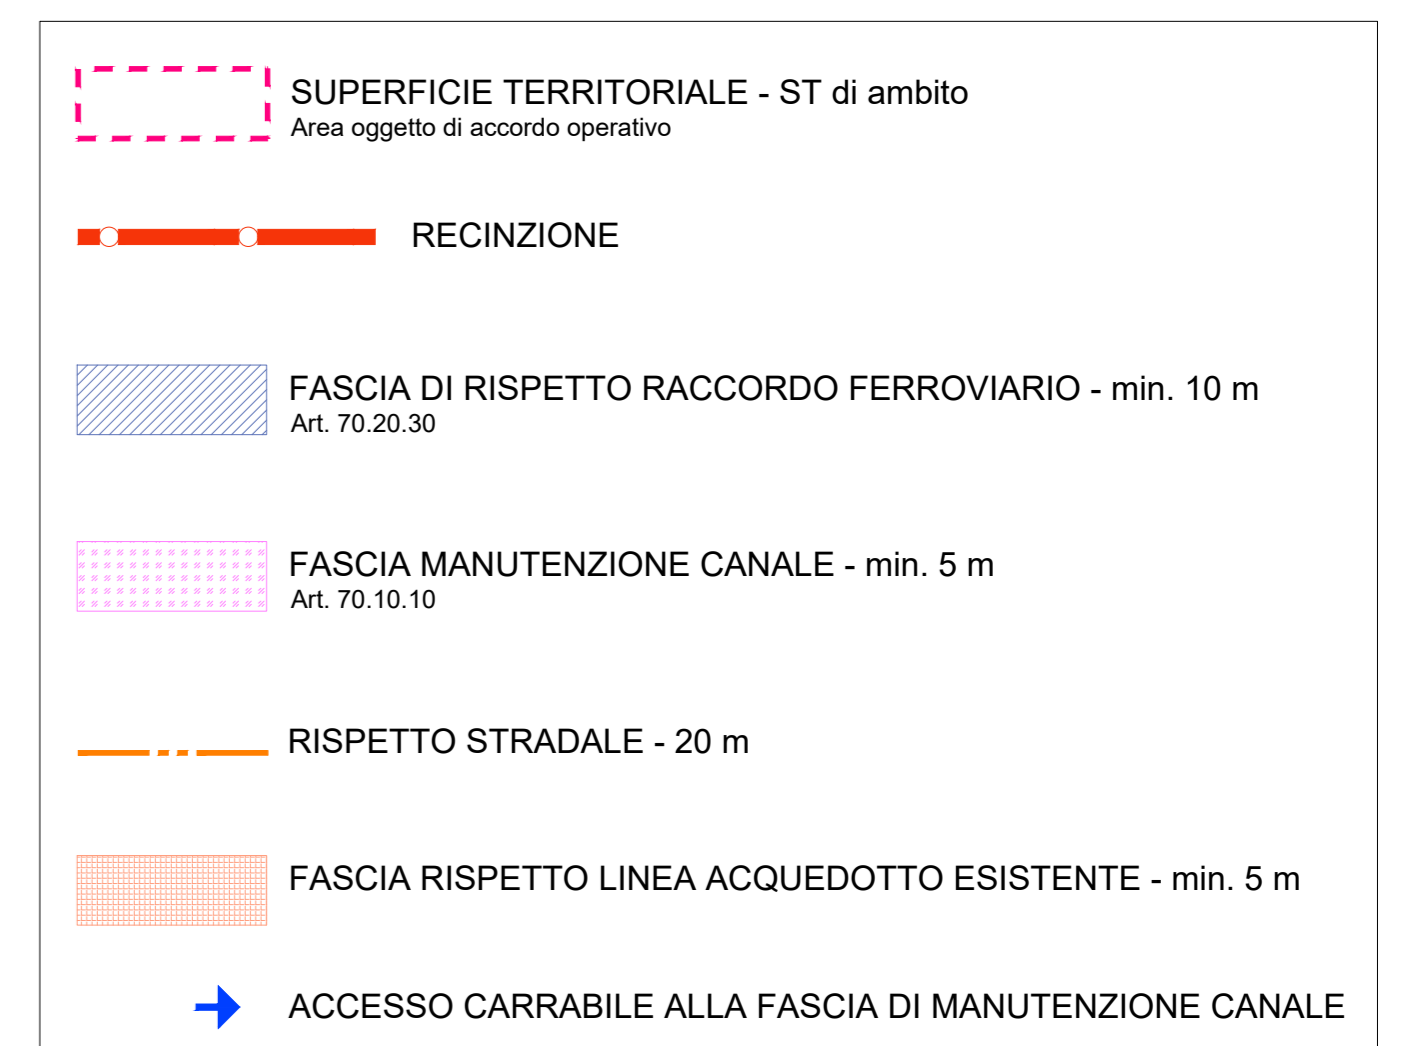 SUPERFICIE TERRITORIALE - ST di ambito
Area oggetto di accordo operativo
RECINZIONE
FASCIA DI RISPETTO RACCORDO FERROVIARIO - min. 10 m
Art. 70.20.30
FASCIA MANUTENZIONE CANALE - min. 5 m
Art. 70.10.10
RISPETTO STRADALE - 20 m
FASCIA RISPETTO LINEA ACQUEDOTTO ESISTENTE - min. 5 m
ACCESSO CARRABILE ALLA FASCIA DI MANUTENZIONE CANALE